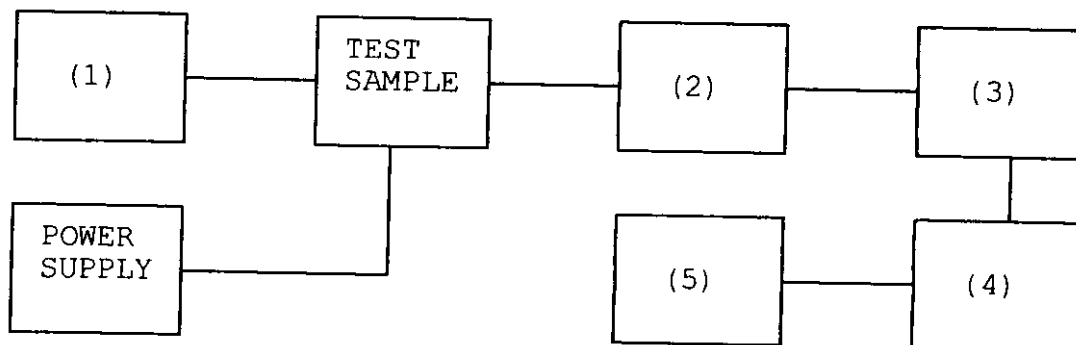 (1)
TEST
SAMPLE
(2)
(3)
POWER
SUPPLY
(5)
(4)